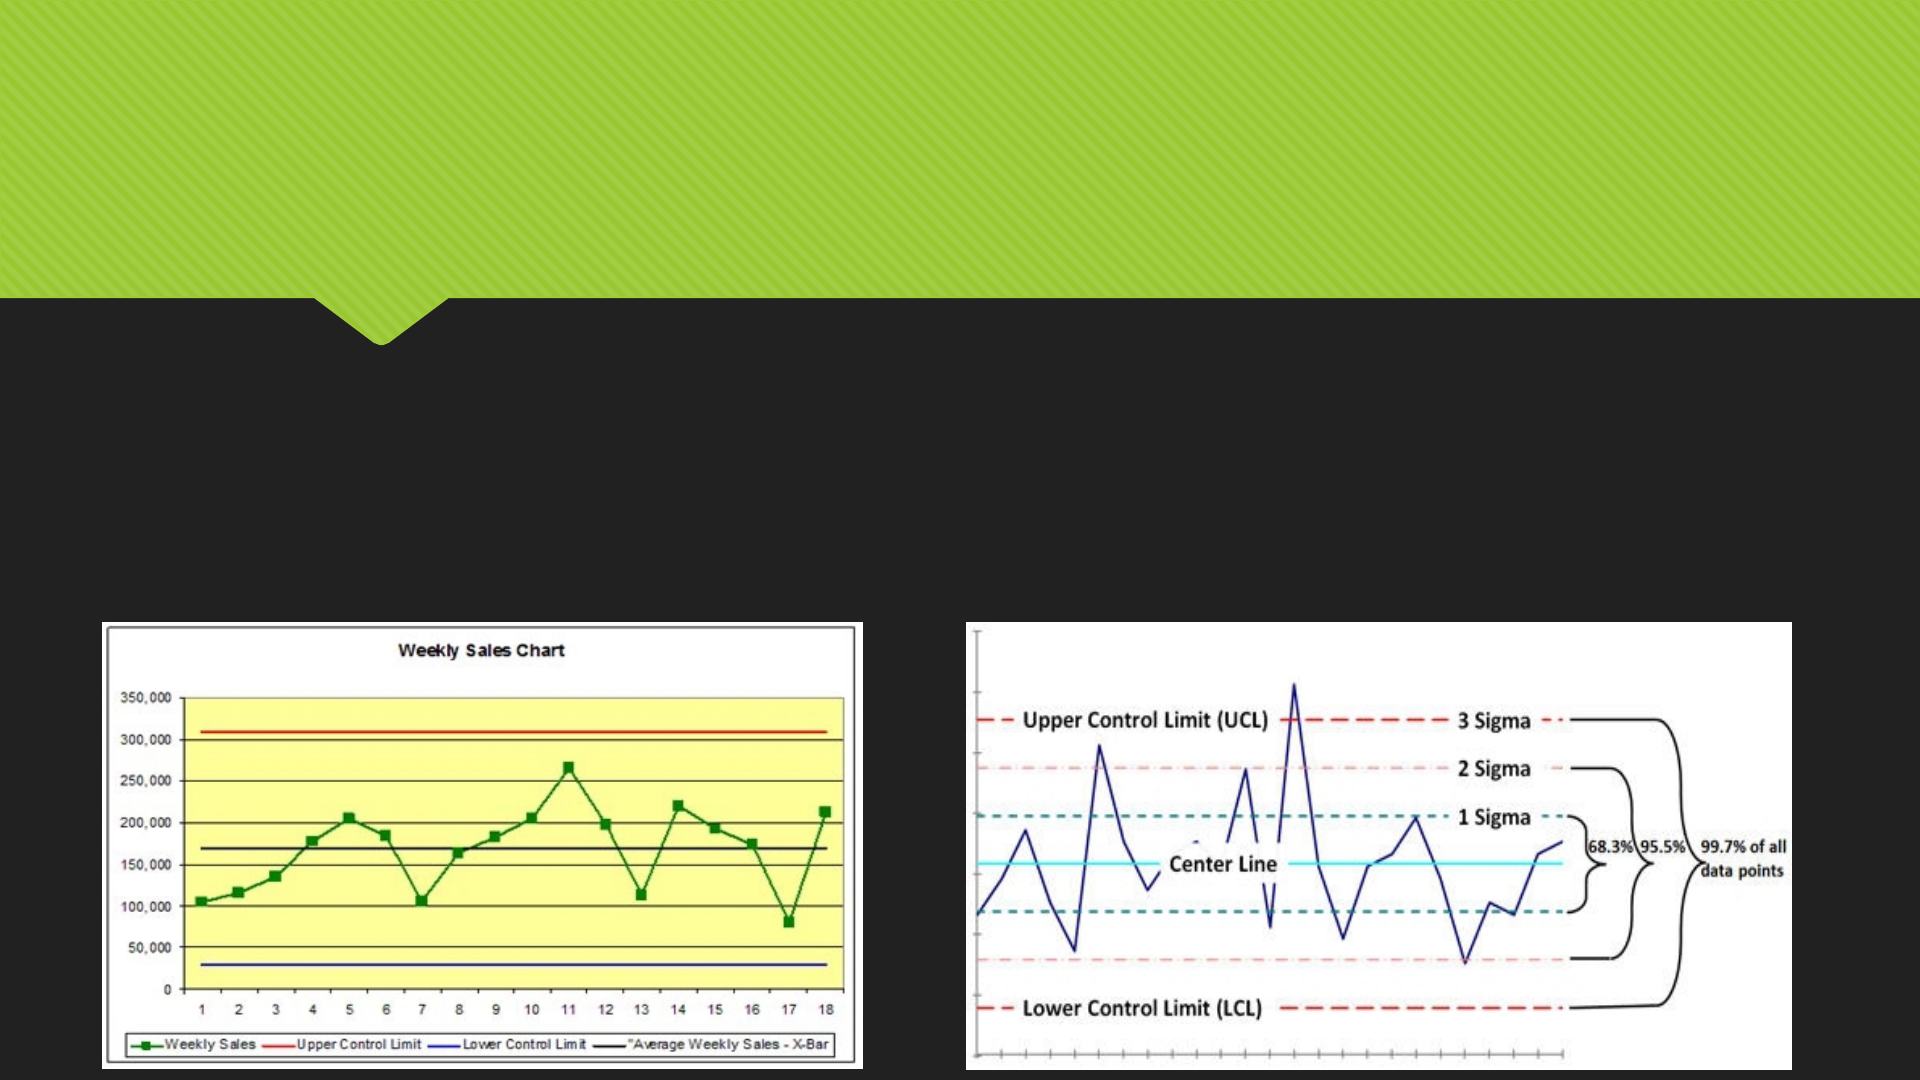 Weekly Sales Chart
350,000
300,000
250,000
200,000
150,000
100,000
50,000
0
1 2 3 4 5 6 7 8 9 10 11 12 13 14 15 16 17 18
Weekly Sales Upper Control Limit Lower Control Limit "Average Weekly Sales - X-Bar
Upper Control Limit (UCL) 3 Sigma
2 Sigma
1 Sigma
68.3% 95.5% 99.7% of all
data points
Center Line
Lower Control Limit (LCL)